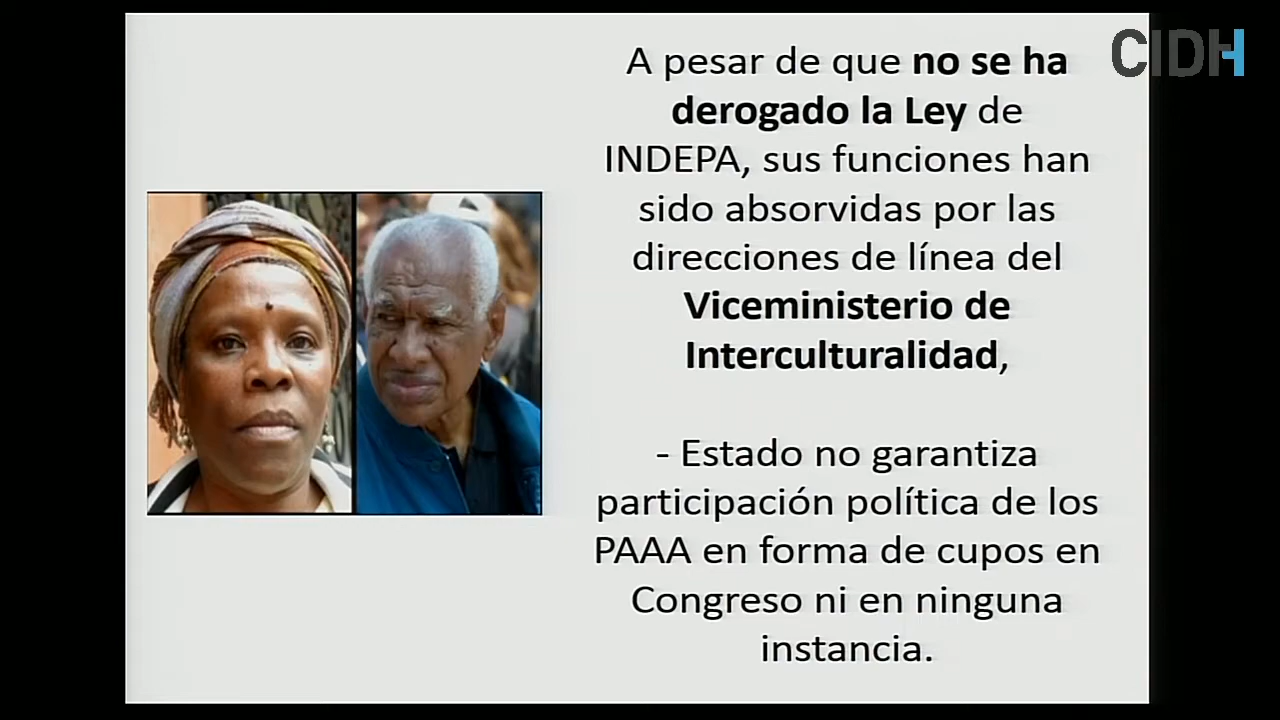 CIDH
A pesar de que no se ha
derogado la Ley de
INDEPA, sus funciones han
sido absorvidas por las
direcciones de línea del
Viceministerio de
Interculturalidad,
- Estado no garantiza
participación política de los
PAAA en forma de cupos en
Congreso ni en ninguna
instancia.